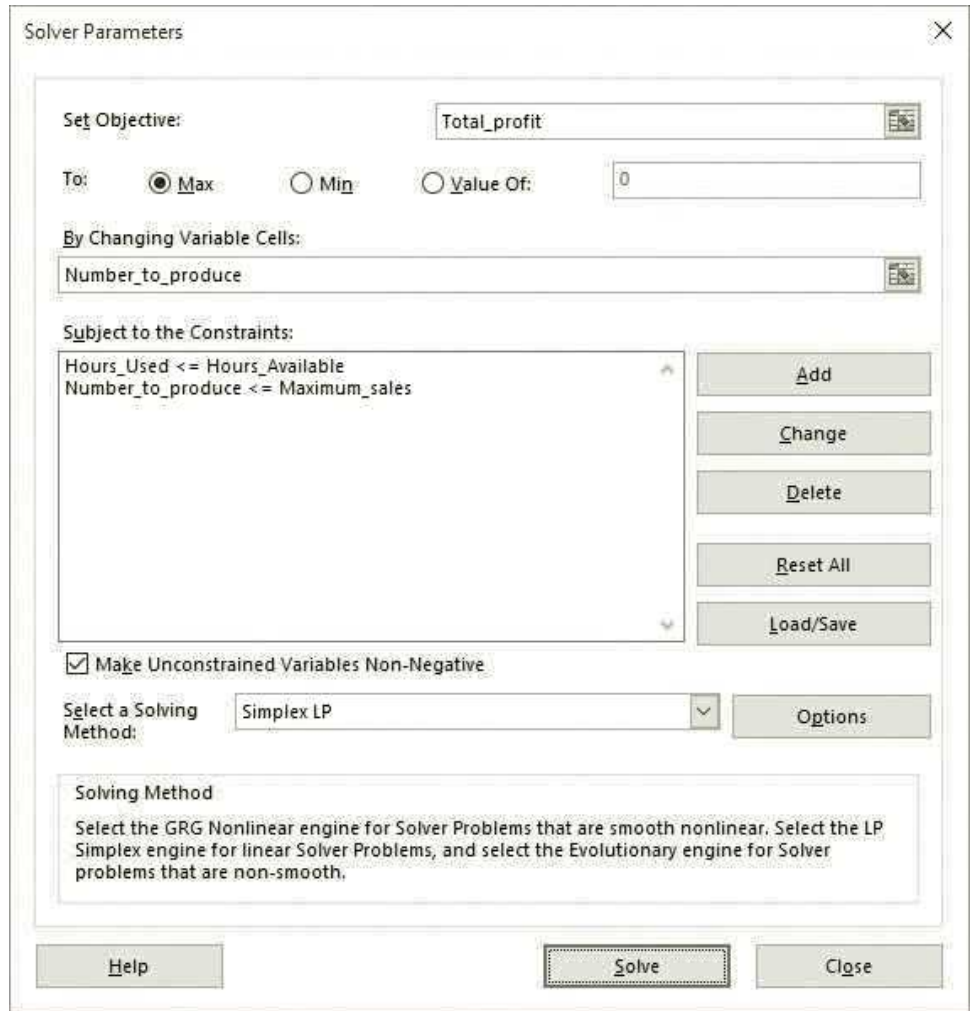 Solver Parameters
Set Objective:
Total_profit
To:
Max
Min
Value Of:
0
By Changing Variable Cells:
Number_to_produce
Subject to the Constraints:
Hours_Used <= Hours_Available
Number_to_produce <= Maximum_sales
Add
Change
Delete
Reset All
Load/Save
Make Unconstrained Variables Non-Negative
Select a Solving
Method:
Simplex LP
Options
Solving Method
Select the GRG Nonlinear engine for Solver Problems that are smooth nonlinear. Select the LP
Simplex engine for linear Solver Problems, and select the Evolutionary engine for Solver
problems that are non-smooth.
Help
Solve
Close